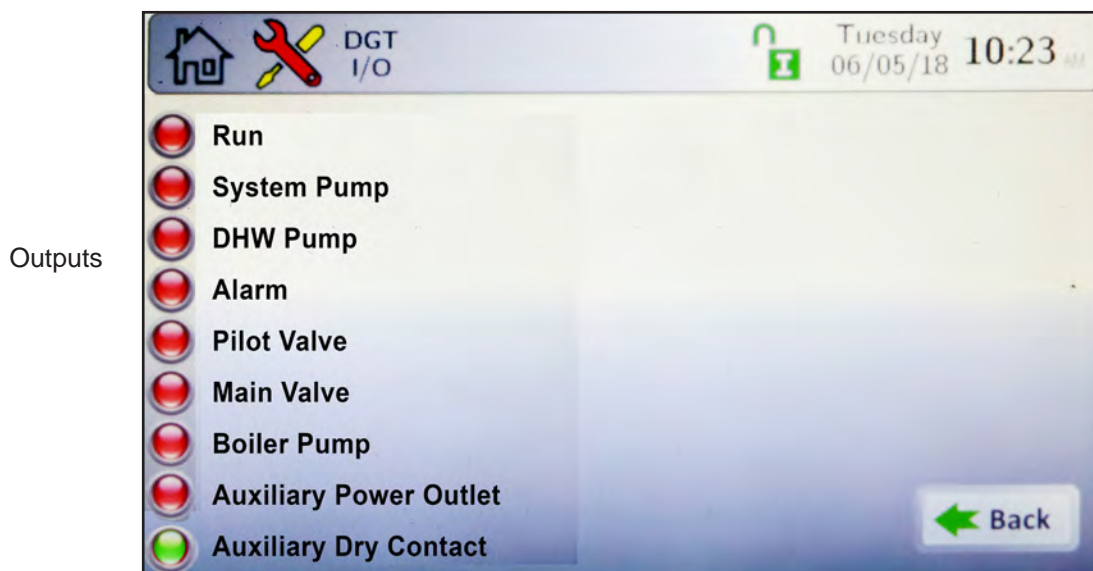 DGT
I/O
Tuesday
06/05/18
10:23 AM
Run
System Pump
DHW Pump
Outputs
Alarm
Pilot Valve
Main Valve
Boiler Pump
Auxiliary Power Outlet
Back
Auxiliary Dry Contact